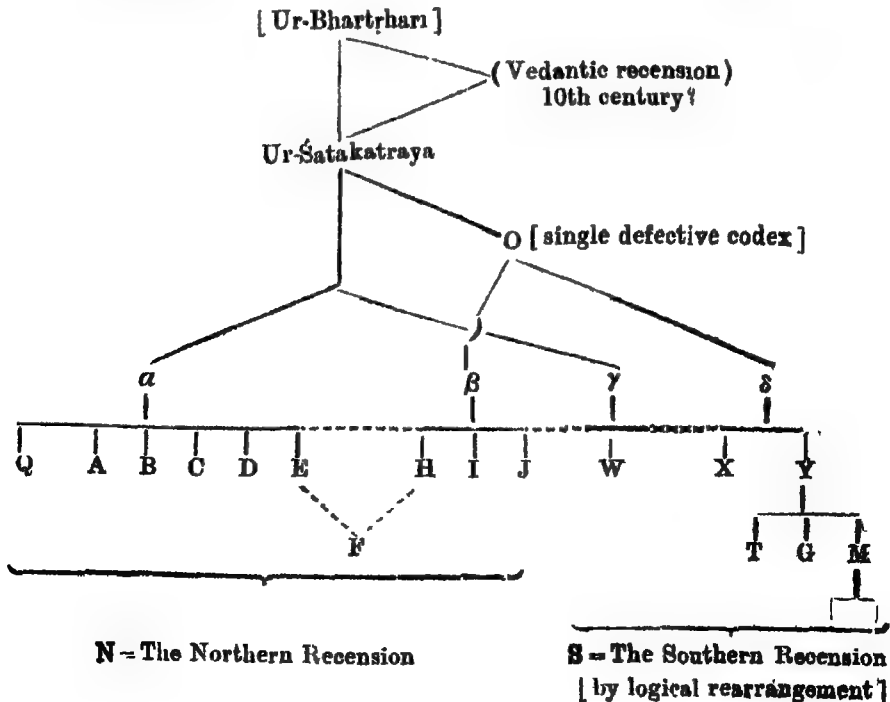 [ Ur-Bhartṛhari ]
( Vedantic recension )
10th century?
Ur-Śatakatraya
O [ single defective codex ]
α β γ δ
Q A B C D E H I J W X Y
F T G M
N = The Northern Recension
S = The Southern Recension
[ by logical rearrangement ]